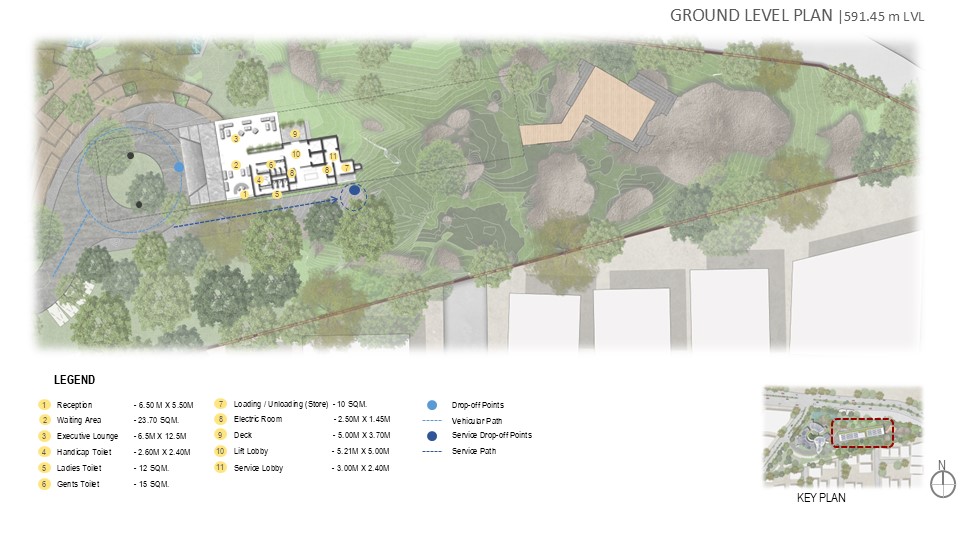 GROUND LEVEL PLAN |591.45 m LVL
3
9
10
11
2
6
7
4
8
8
1
5
LEGEND
1 Reception - 6.50 M X 5.50M
2 Waiting Area - 23.70 SQM.
3 Executive Lounge - 6.5M X 12.5M
4 Handicap Toilet - 2.60M X 2.40M
5 Ladies Toilet - 12 SQM.
6 Gents Toilet - 15 SQM.
7 Loading / Unloading (Store) - 10 SQM.
8 Electric Room - 2.50M X 1.45M
9 Deck - 5.00M X 3.70M
10 Lift Lobby - 5.21M X 5.00M
11 Service Lobby - 3.00M X 2.40M
Drop-off Points
Vehicular Path
Service Drop-off Points
Service Path
KEY PLAN
N